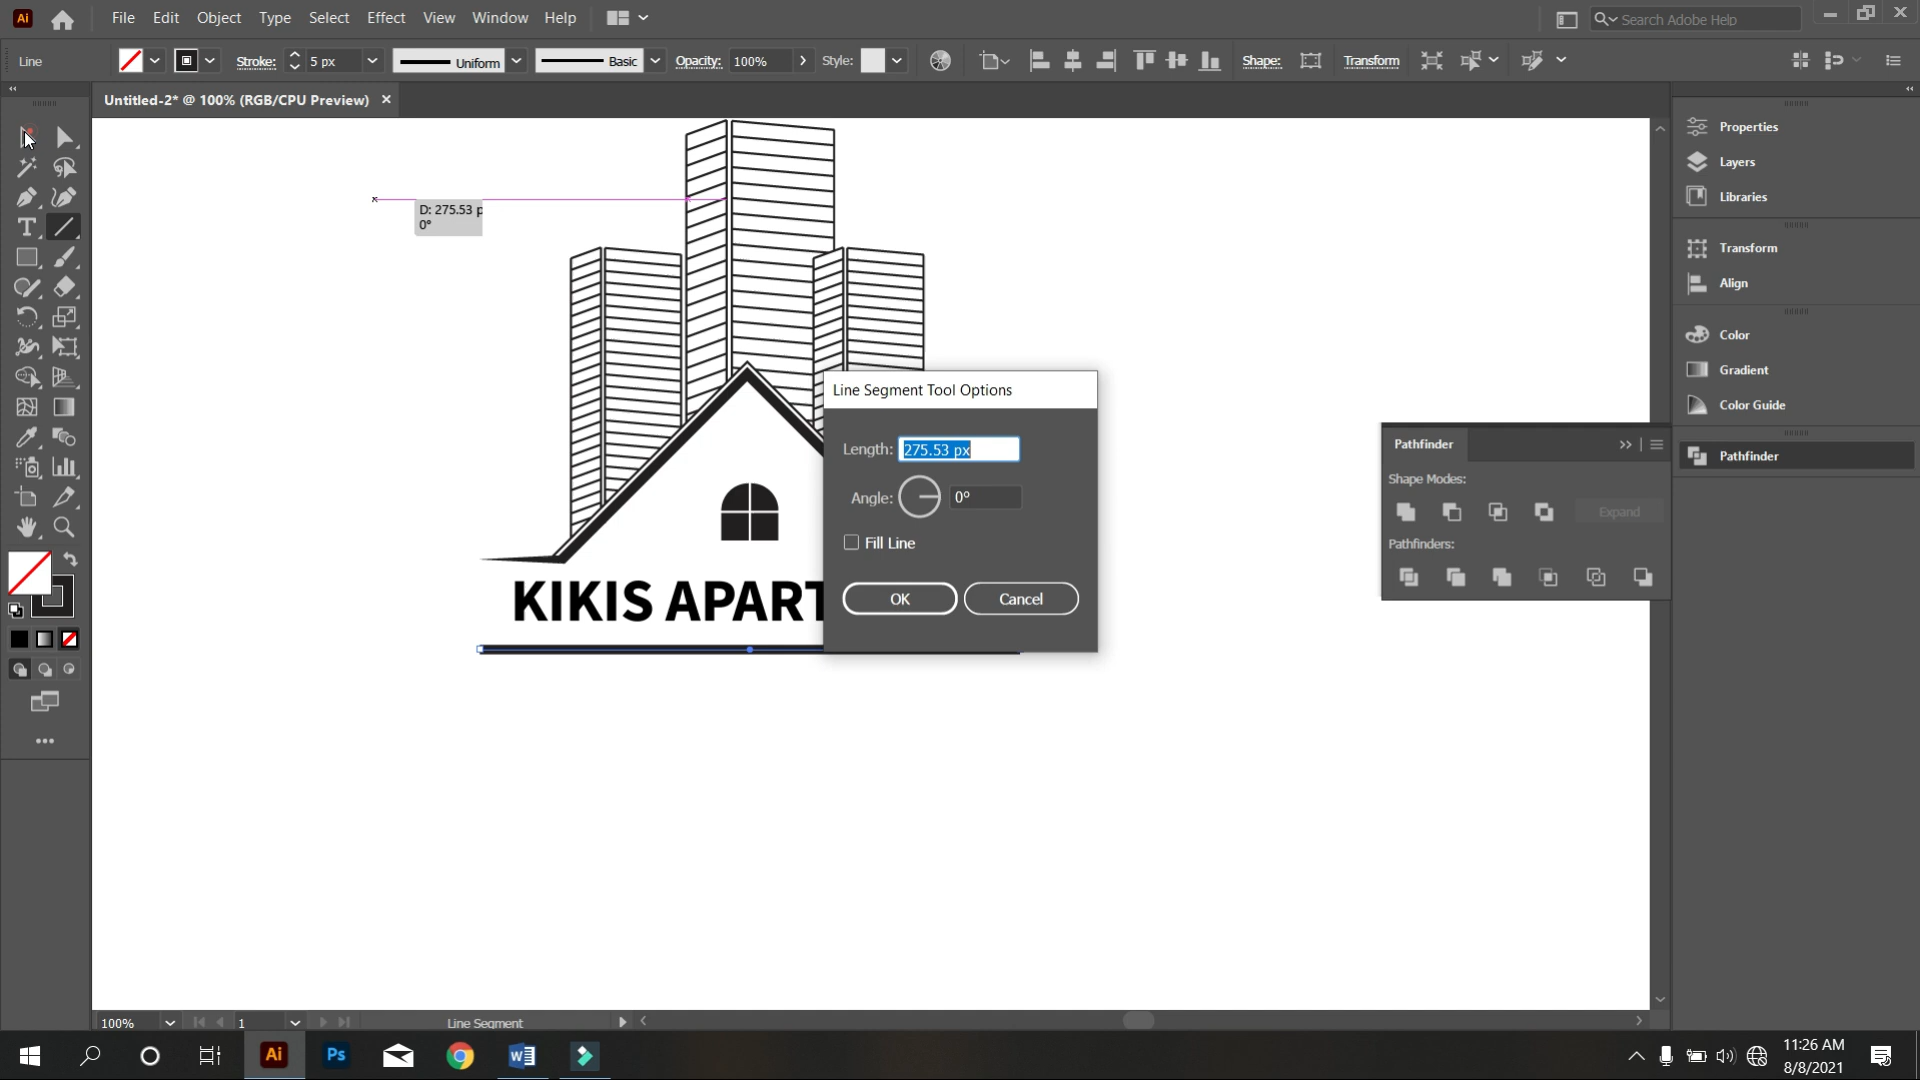 Ai
File Edit Object Type Select Effect View Window Help
Search Adobe Help
Line
Stroke: 5 px Uniform Basic Opacity: 100% Style: Shape: Transform
Untitled-2* @ 100% (RGB/CPU Preview) ×
D: 275.53 p
0°
Line Segment Tool Options
Length: 275.53 px
Angle: 0°
Fill Line
OK Cancel
KIKIS APART
Properties
Layers
Libraries
Transform
Align
Color
Gradient
Color Guide
Pathfinder
Pathfinder
Shape Modes:
Expand
Pathfinders:
100% 1 Line Segment
Ai Ps
11:26 AM
8/8/2021